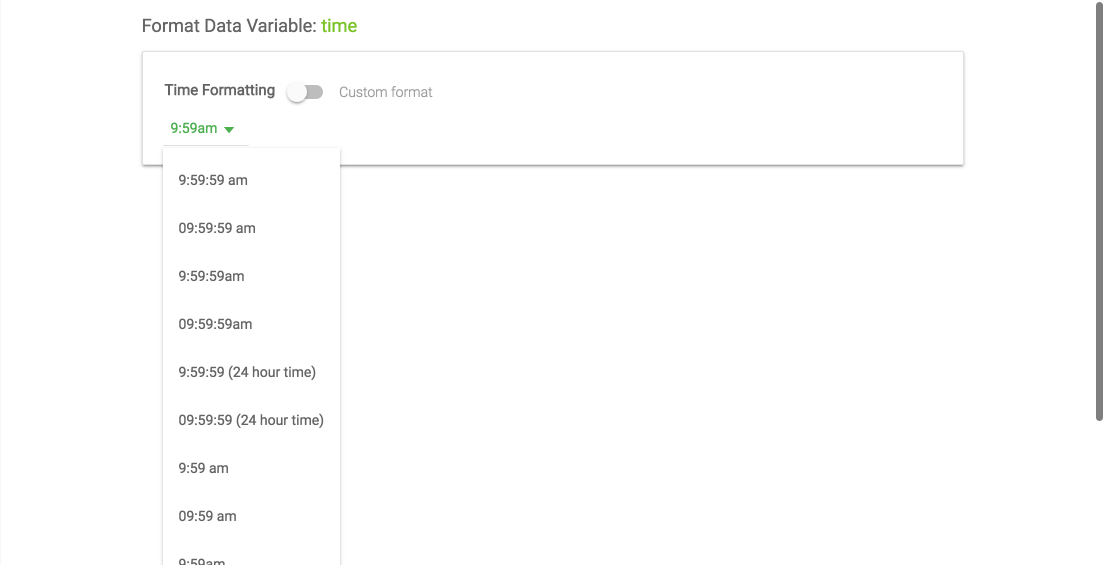 Format Data Variable: time
Time Formatting Custom format
9:59am
9:59:59 am
09:59:59 am
9:59:59am
09:59:59am
9:59:59 (24 hour time)
09:59:59 (24 hour time)
9:59 am
09:59 am
9:59am